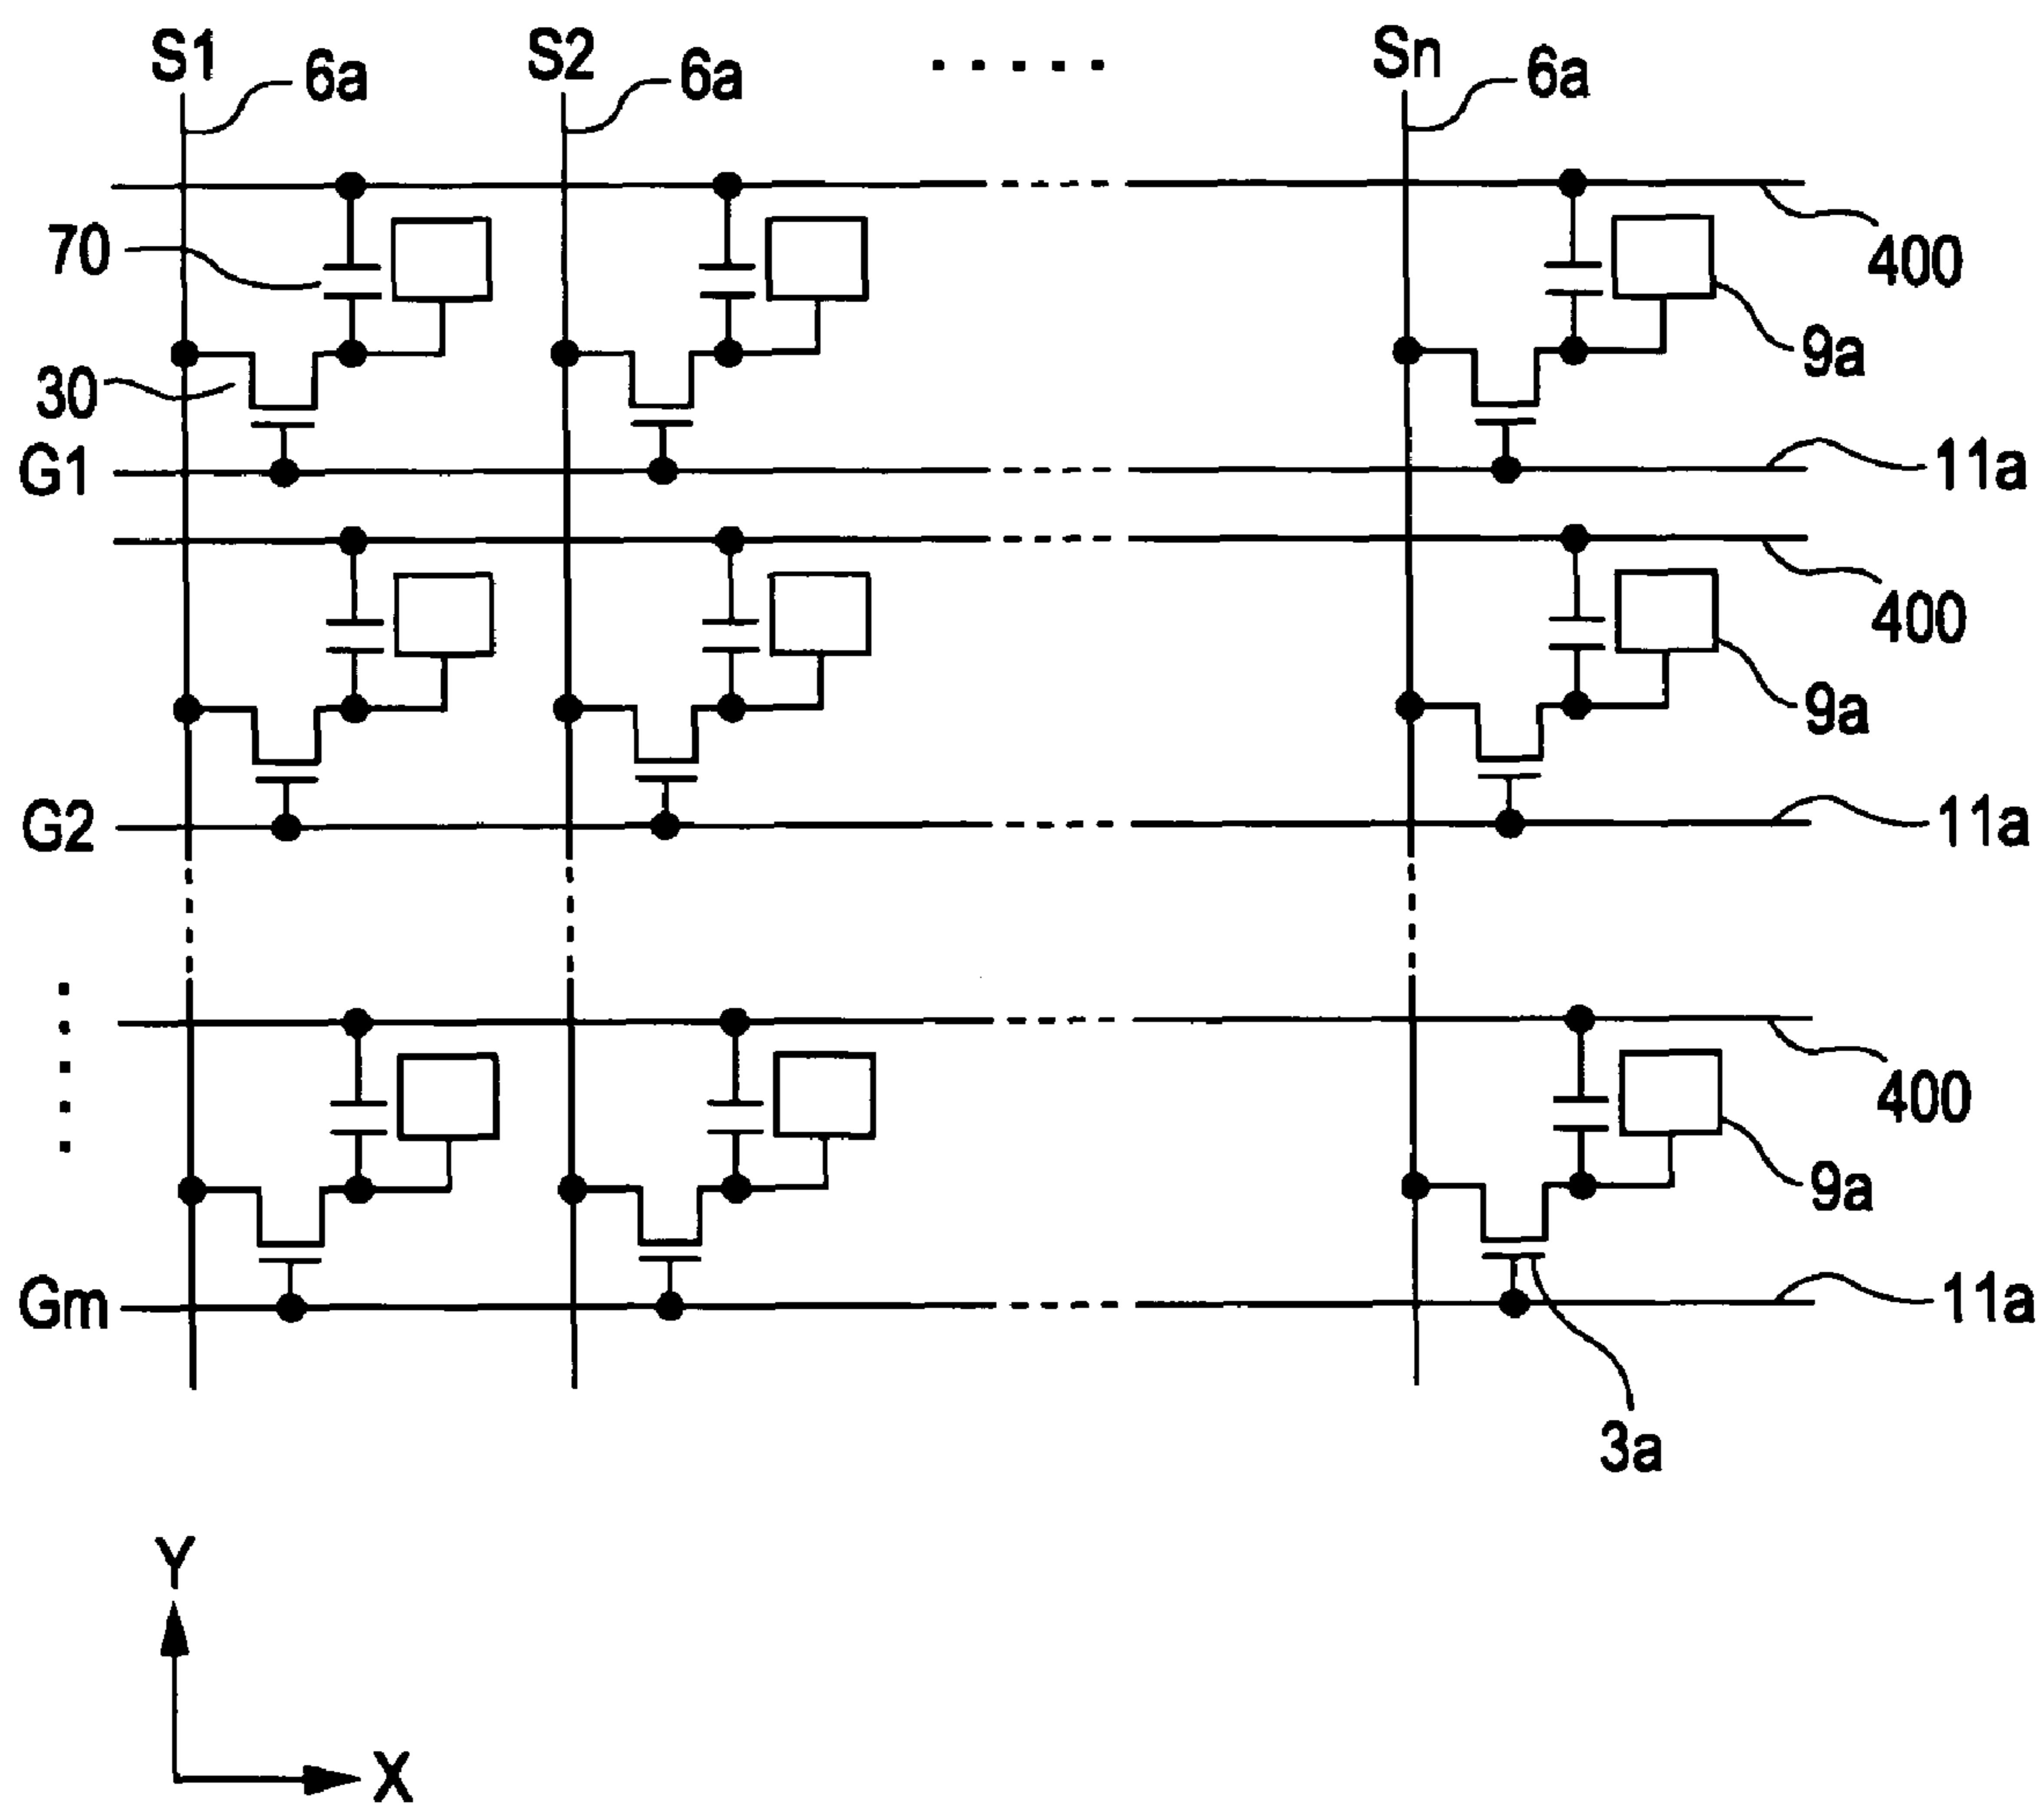 S1 6a S2 6a ..... Sn 6a
70
400
9a
30
G1 11a
400
9a
G2 11a
400
9a
Gm 11a
3a
Y
X